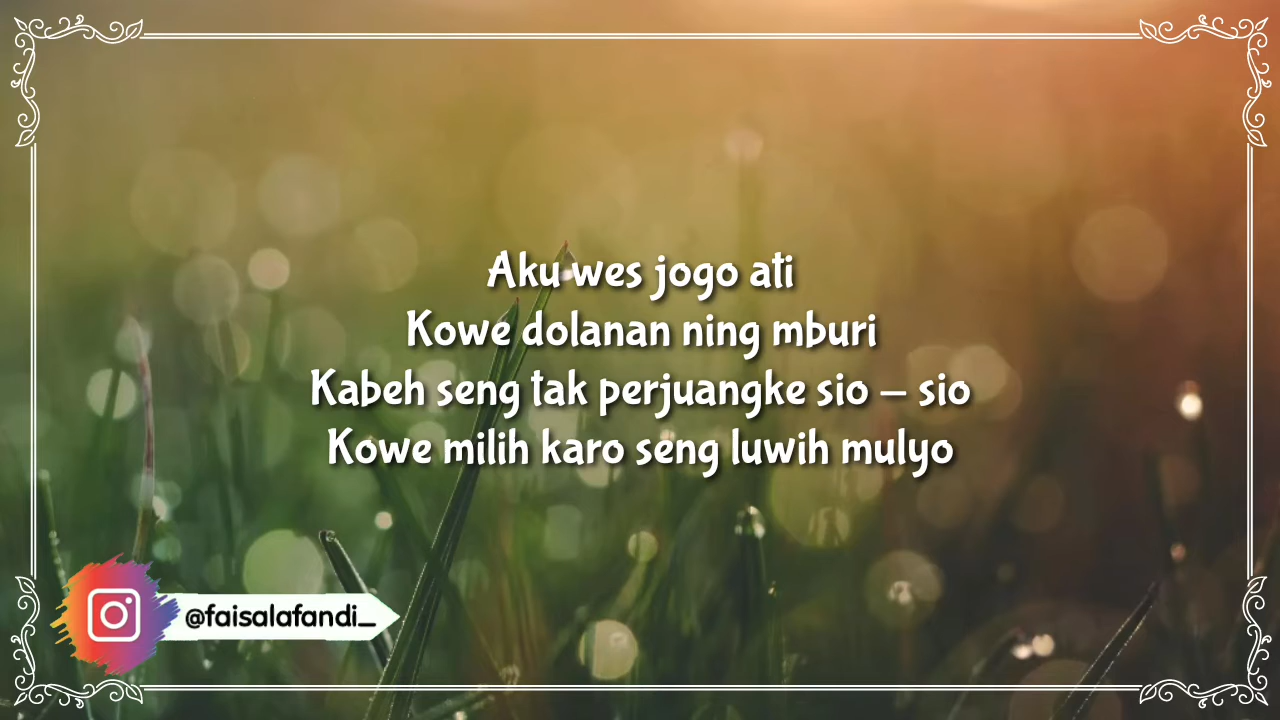 Aku wes jogo ati
Kowe dolanan ning mburi
Kabeh seng tak perjuangke sio - sio
Kowe milih karo seng luwih mulyo
@faisalafandi_